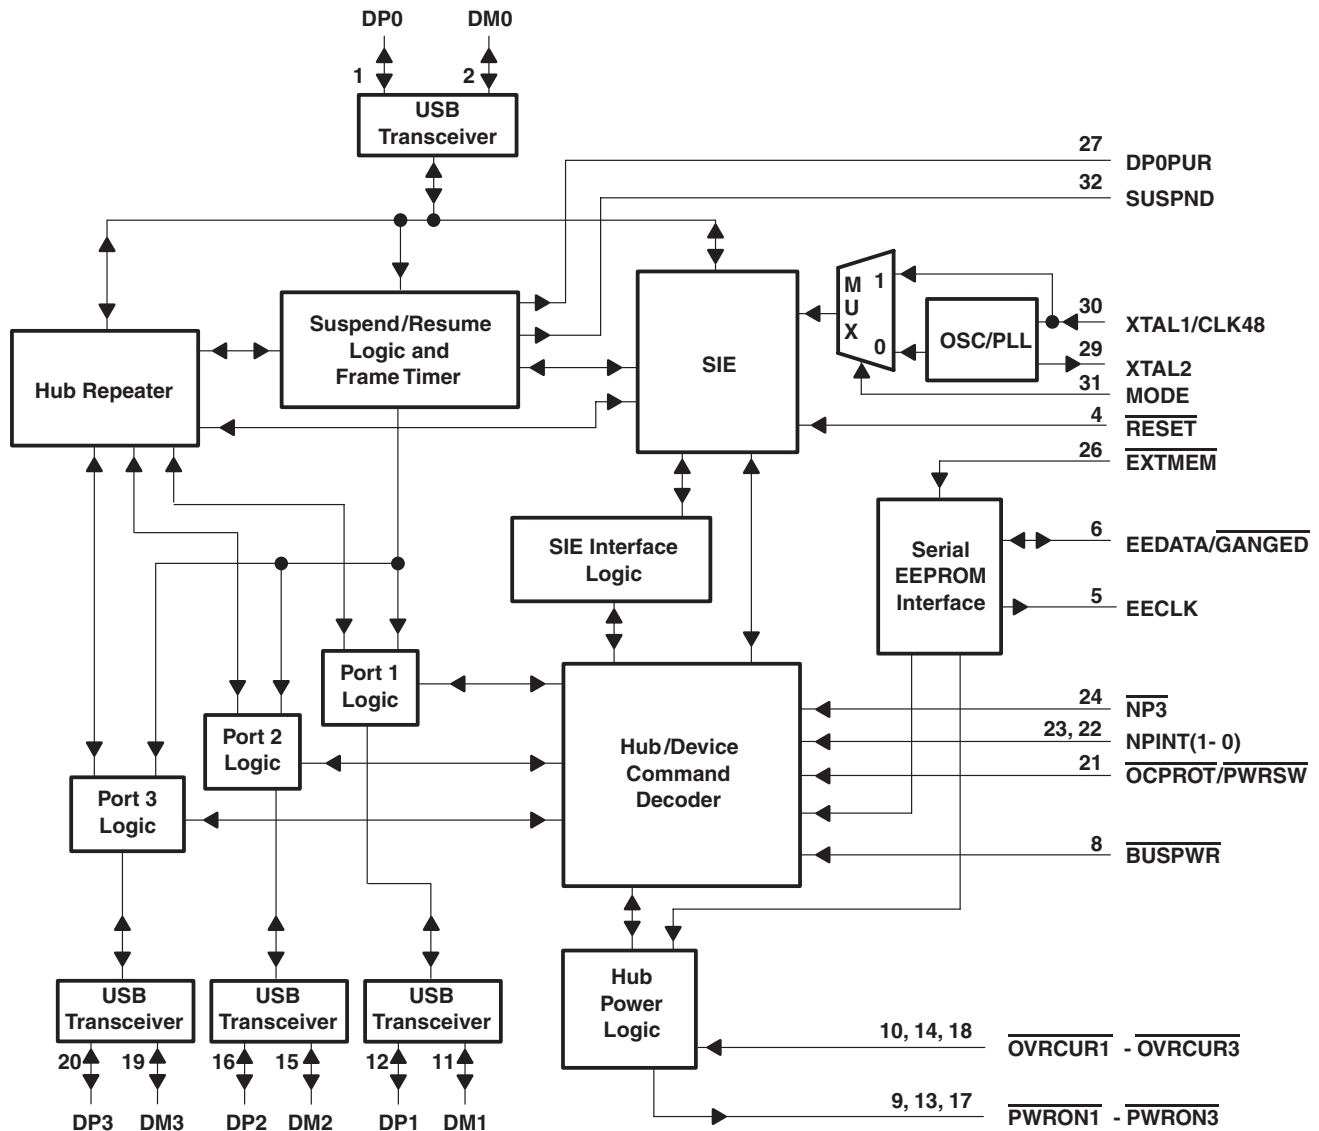 DP0 DM0
1 2
USB
Transceiver
27
DP0PUR
32
SUSPND
Suspend/Resume
Logic and
Frame Timer
Hub Repeater
SIE
MUX
1
0
OSC/PLL
30
XTAL1/CLK48
29
XTAL2
31
MODE
4
RESET
26
EXTMEM
SIE Interface
Logic
Serial
EEPROM
Interface
6
EEDATA/GANGED
5
EECLK
Port 1
Logic
Port 2
Logic
Port 3
Logic
Hub/Device
Command
Decoder
24
NP3
23, 22
NPINT(1- 0)
21
OCPROT/PWRSW
8
BUSPWR
Hub
Power
Logic
10, 14, 18
OVRCUR1 - OVRCUR3
9, 13, 17
PWRON1 - PWRON3
USB
Transceiver
USB
Transceiver
USB
Transceiver
20 19 16 15 12 11
DP3 DM3 DP2 DM2 DP1 DM1